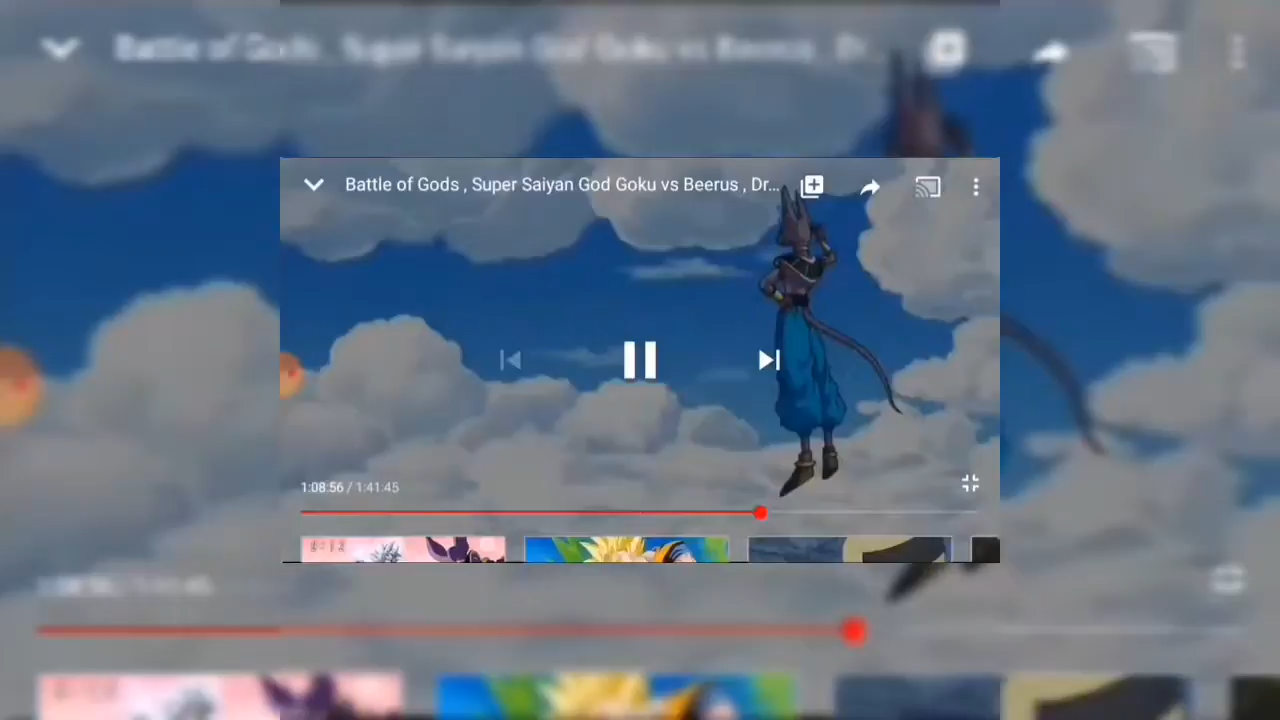 Battle of Gods , Super Saiyan God Goku vs Beerus , Dr...
1:08:56 / 1:41:45